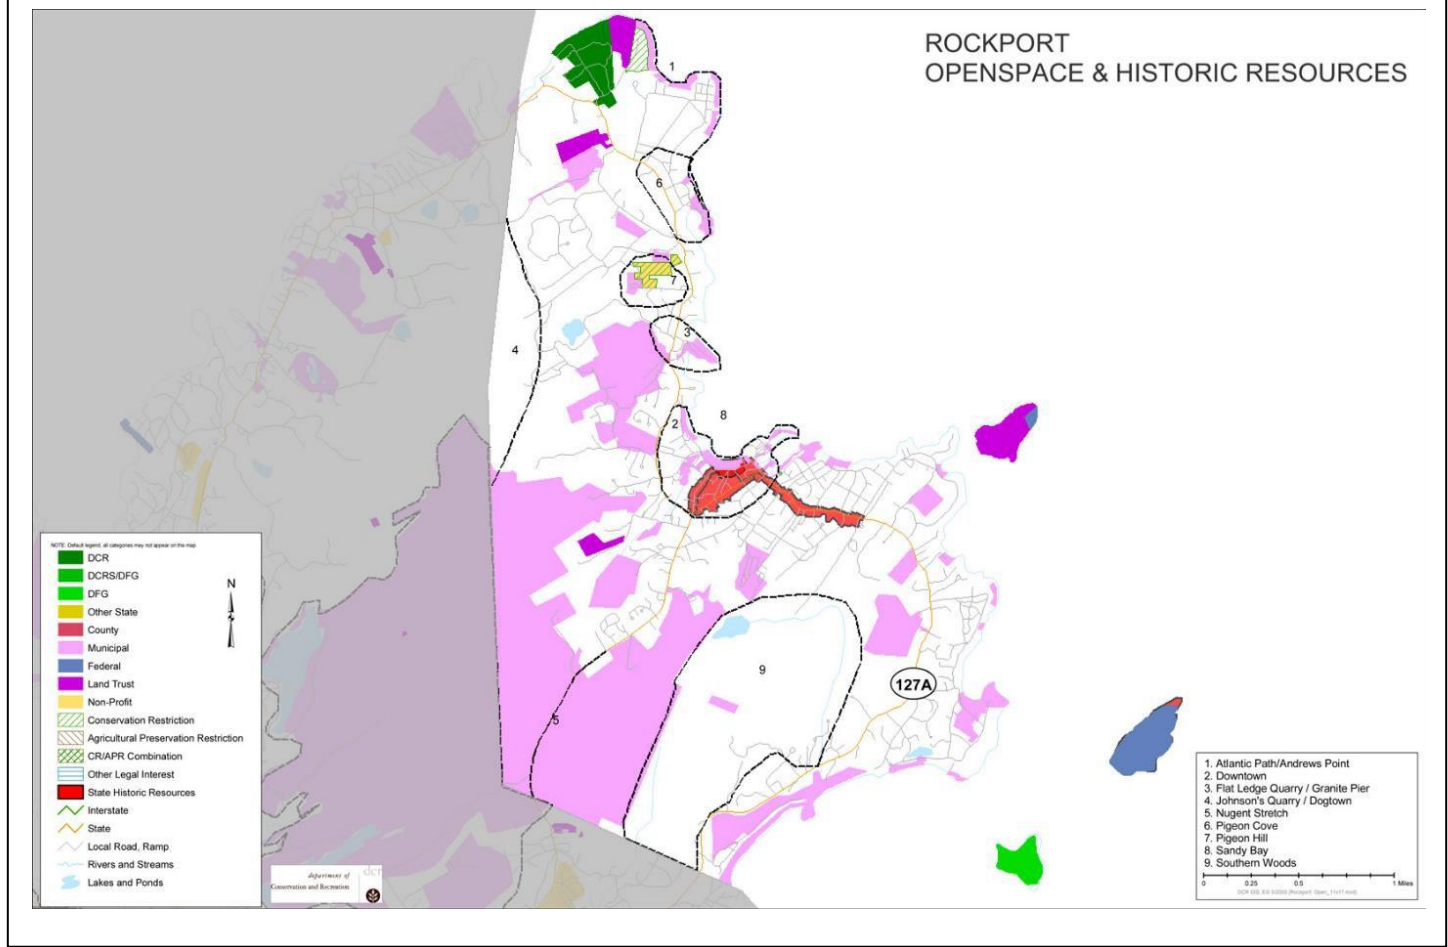 ROCKPORT
OPENSPACE & HISTORIC RESOURCES
1
6
7
3
4
8
2
9
5
127A
N
NOTE: Default legend, all categories may not appear on the map
DCR
DCRS/DFG
DFG
Other State
County
Municipal
Federal
Land Trust
Non-Profit
Conservation Restriction
Agricultural Preservation Restriction
CR/APR Combination
Other Legal Interest
State Historic Resources
Interstate
State
Local Road, Ramp
Rivers and Streams
Lakes and Ponds
department of
Conservation and Recreation
dcr
1. Atlantic Path/Andrews Point
2. Downtown
3. Flat Ledge Quarry / Granite Pier
4. Johnson's Quarry / Dogtown
5. Nugent Stretch
6. Pigeon Cove
7. Pigeon Hill
8. Sandy Bay
9. Southern Woods
0 0.25 0.5 1 Miles